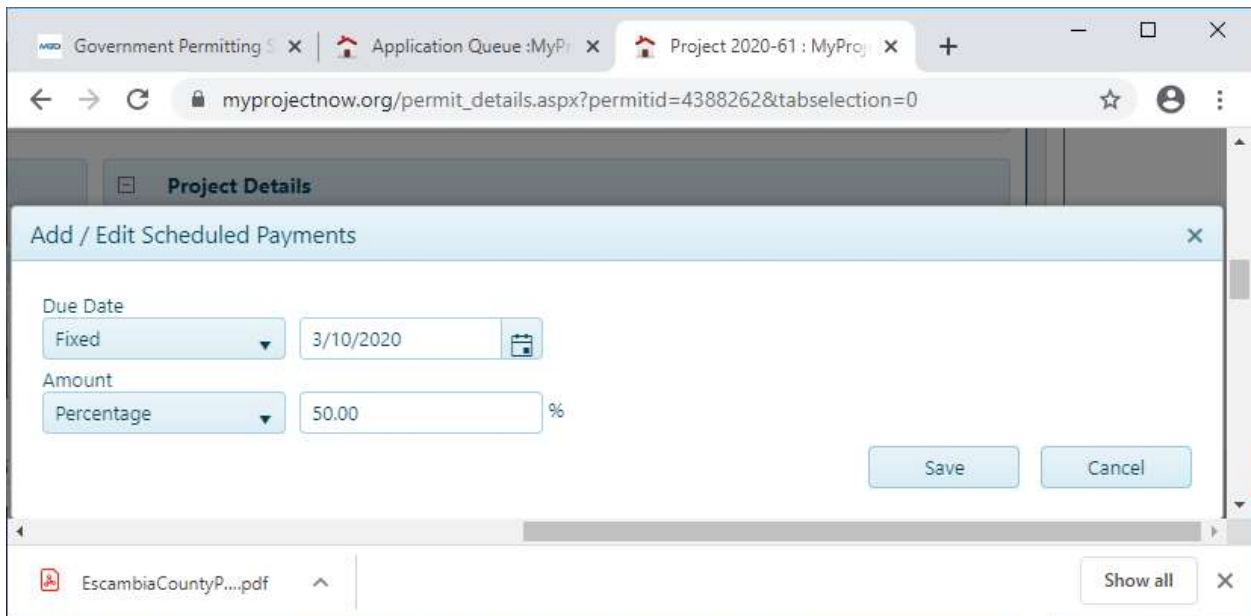 MGO Government Permitting S
Application Queue :MyPr
Project 2020-61 : MyProj
myprojectnow.org/permit_details.aspx?permitid=4388262&tabselection=0
Project Details
Add / Edit Scheduled Payments
Due Date
Fixed 3/10/2020
Amount
Percentage 50.00 %
Save Cancel
EscambiaCountyP....pdf Show all